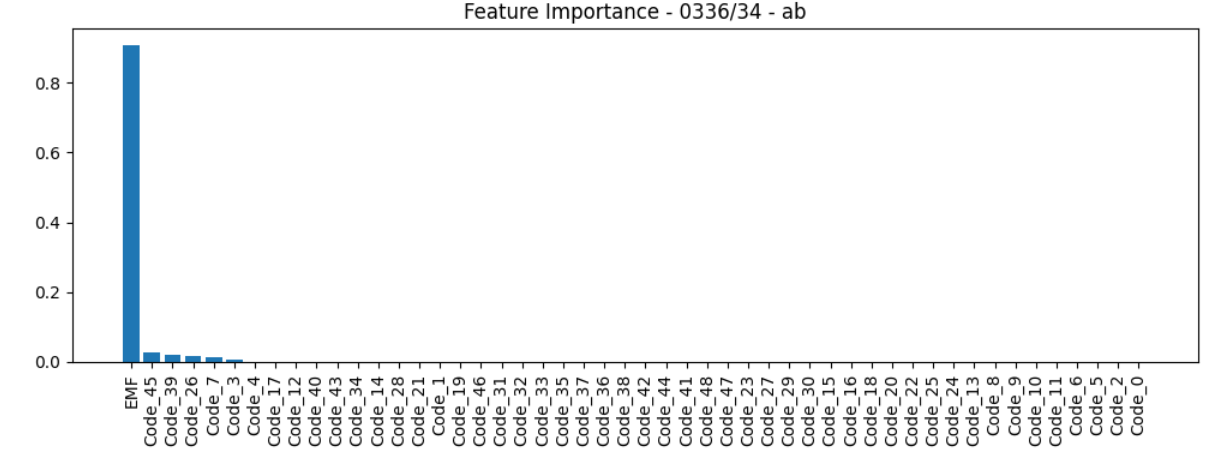 Feature Importance - 0336/34 - ab
0.8
0.6
0.4
0.2
0.0
EMF
Code_45
Code_39
Code_26
Code_7
Code_3
Code_4
Code_17
Code_12
Code_40
Code_43
Code_34
Code_14
Code_28
Code_21
Code_1
Code_19
Code_46
Code_31
Code_32
Code_33
Code_35
Code_37
Code_36
Code_38
Code_42
Code_44
Code_41
Code_48
Code_47
Code_23
Code_27
Code_29
Code_30
Code_15
Code_16
Code_18
Code_20
Code_22
Code_25
Code_24
Code_13
Code_8
Code_9
Code_10
Code_11
Code_6
Code_5
Code_2
Code_0